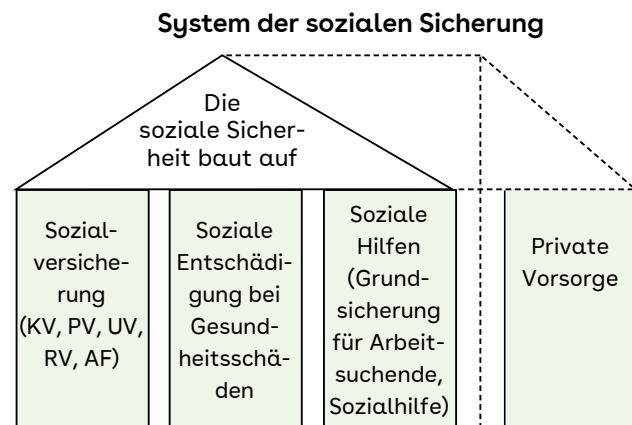 System der sozialen Sicherung
Die
soziale Sicher-
heit baut auf
Sozial-
versiche-
rung
(KV, PV, UV,
RV, AF)
Soziale
Entschädi-
gung bei
Gesund-
heitsschä-
den
Soziale
Hilfen
(Grund-
sicherung
für Arbeit-
suchende,
Sozialhilfe)
Private
Vorsorge